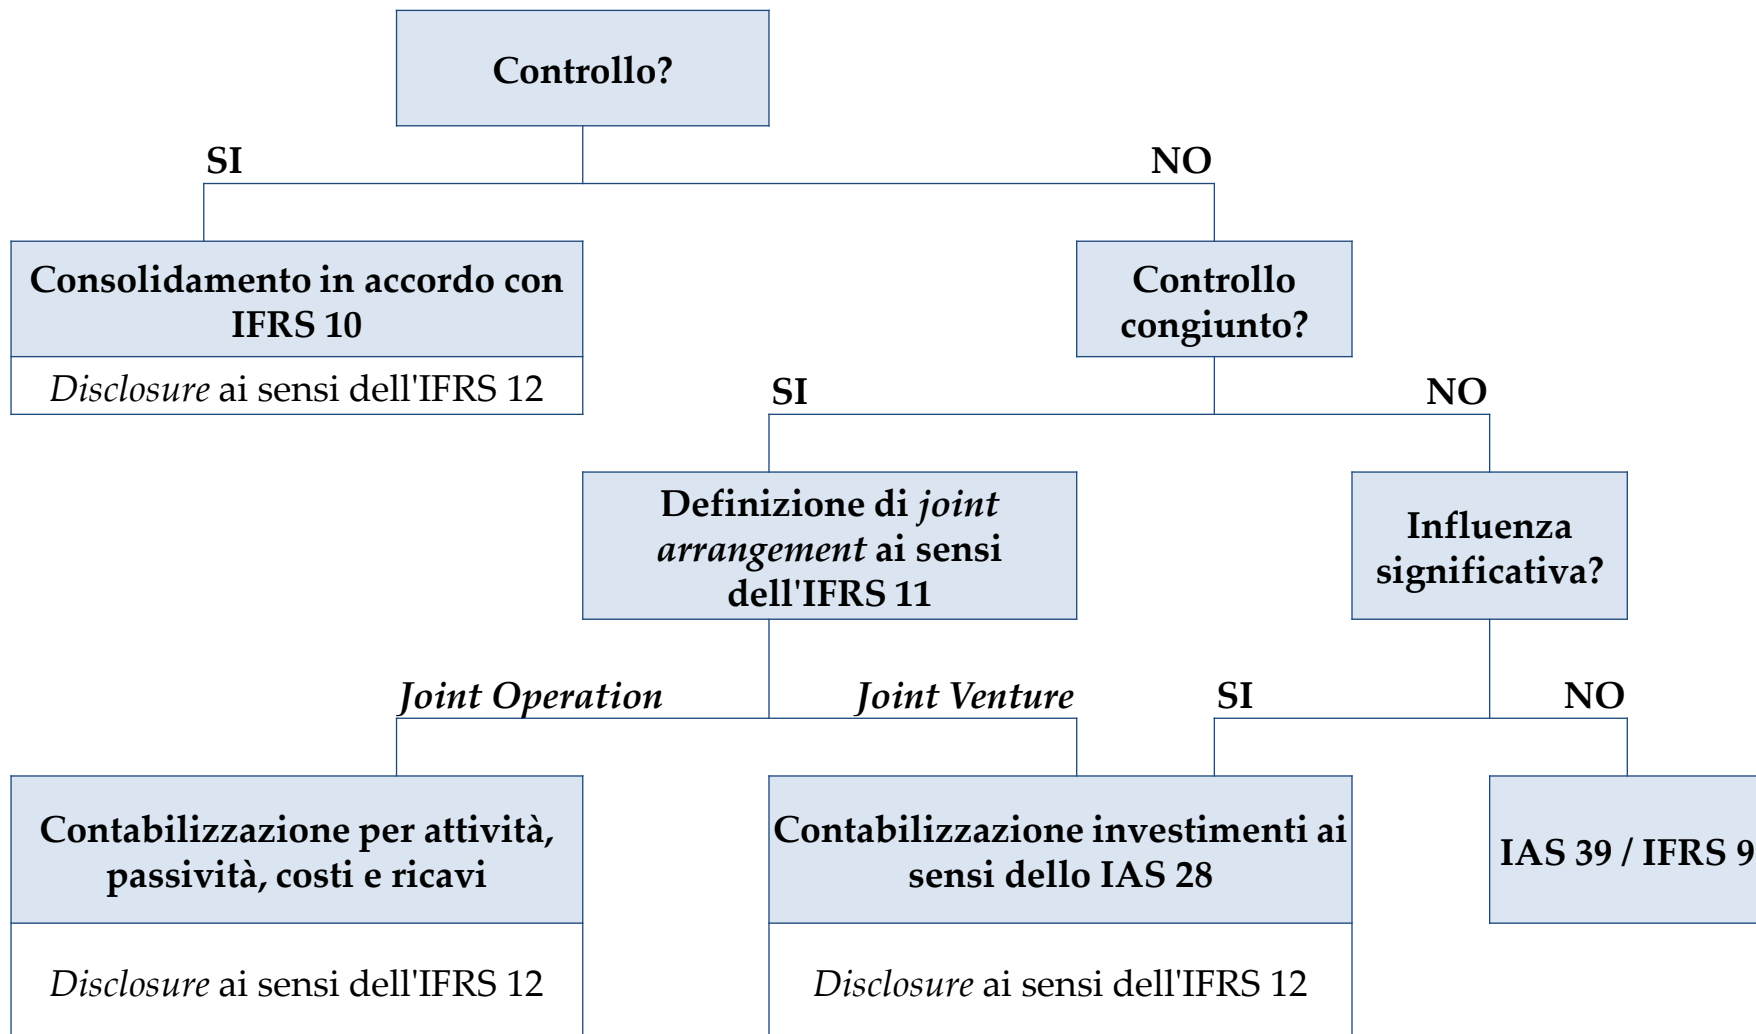 Controllo?
SI
NO
Consolidamento in accordo con
IFRS 10
Disclosure ai sensi dell'IFRS 12
Controllo
congiunto?
SI
NO
Definizione di joint
arrangement ai sensi
dell'IFRS 11
Influenza
significativa?
Joint Operation
Joint Venture
SI
NO
Contabilizzazione per attività,
passività, costi e ricavi
Disclosure ai sensi dell'IFRS 12
Contabilizzazione investimenti ai
sensi dello IAS 28
Disclosure ai sensi dell'IFRS 12
IAS 39 / IFRS 9